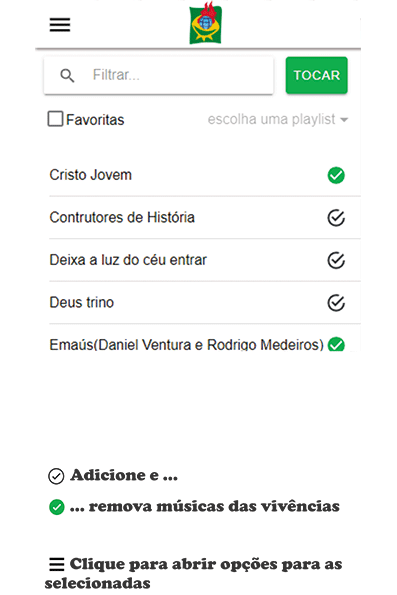 Filtrar...
TOCAR
Favoritas
escolha uma playlist
Cristo Jovem
Contrutores de História
Deixa a luz do céu entrar
Deus trino
Emaús(Daniel Ventura e Rodrigo Medeiros)
Adicione e ...
... remova músicas das vivências
Clique para abrir opções para as
selecionadas